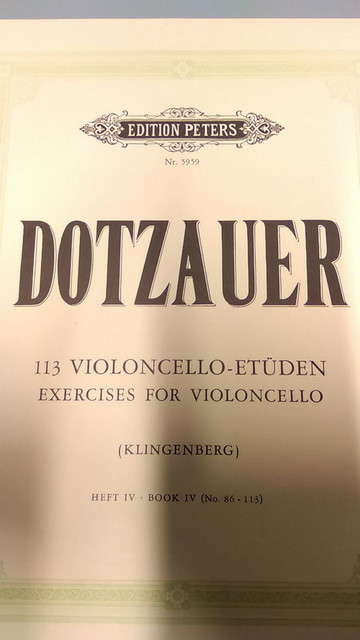 EDITION PETERS
Nr. 5959
DOTZAUER
113 VIOLONCELLO-ETÜDEN
EXERCISES FOR VIOLONCELLO
(KLINGENBERG)
HEFT IV · BOOK IV (No. 86 - 113)